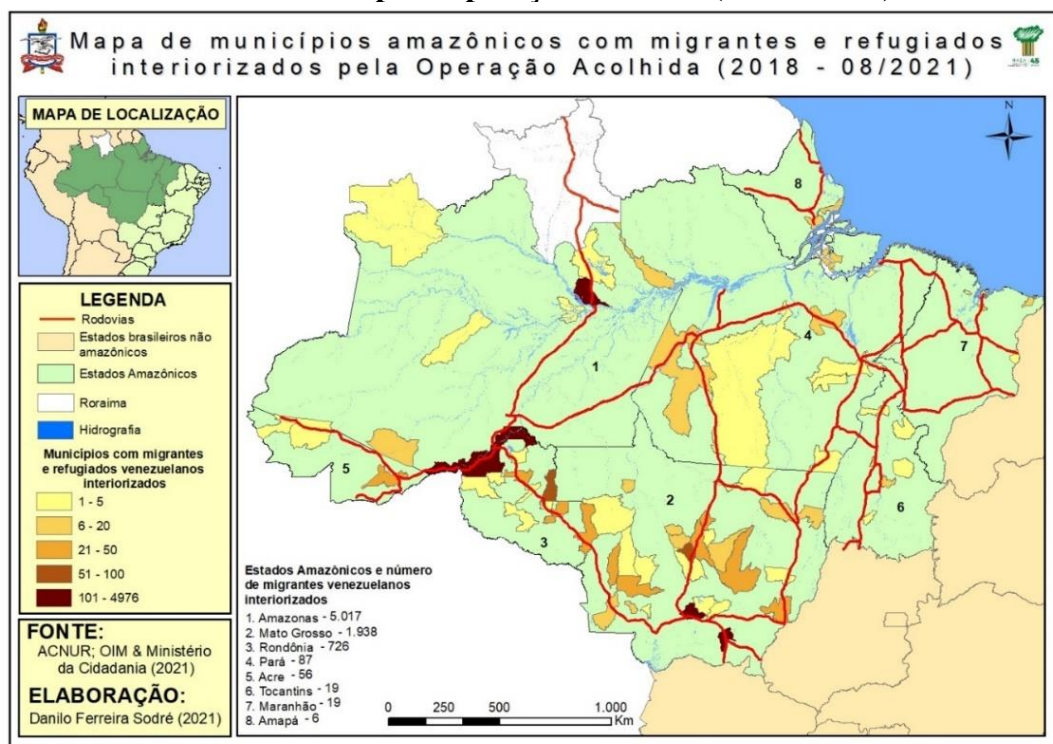 Mapa de municípios amazônicos com migrantes e refugiados
interiorizados pela Operação Acolhida (2018 - 08/2021)
MAPA DE LOCALIZAÇÃO
N
LEGENDA
Rodovias
Estados brasileiros não
amazônicos
Estados Amazônicos
Roraima
Hidrografia
Municípios com migrantes
e refugiados venezuelanos
interiorizados
1 - 5
6 - 20
21 - 50
51 - 100
101 - 4976
FONTE:
ACNUR; OIM & Ministério
da Cidadania (2021)
ELABORAÇÃO:
Danilo Ferreira Sodré (2021)
8
1
4
7
5
2
3
6
Estados Amazônicos e número
de migrantes venezuelanos
interiorizados
1. Amazonas - 5.017
2. Mato Grosso - 1.938
3. Rondônia - 726
4. Pará - 87
5. Acre - 56
6. Tocantins - 19
7. Maranhão - 19
8. Amapá - 6
0 250 500 1.000
Km